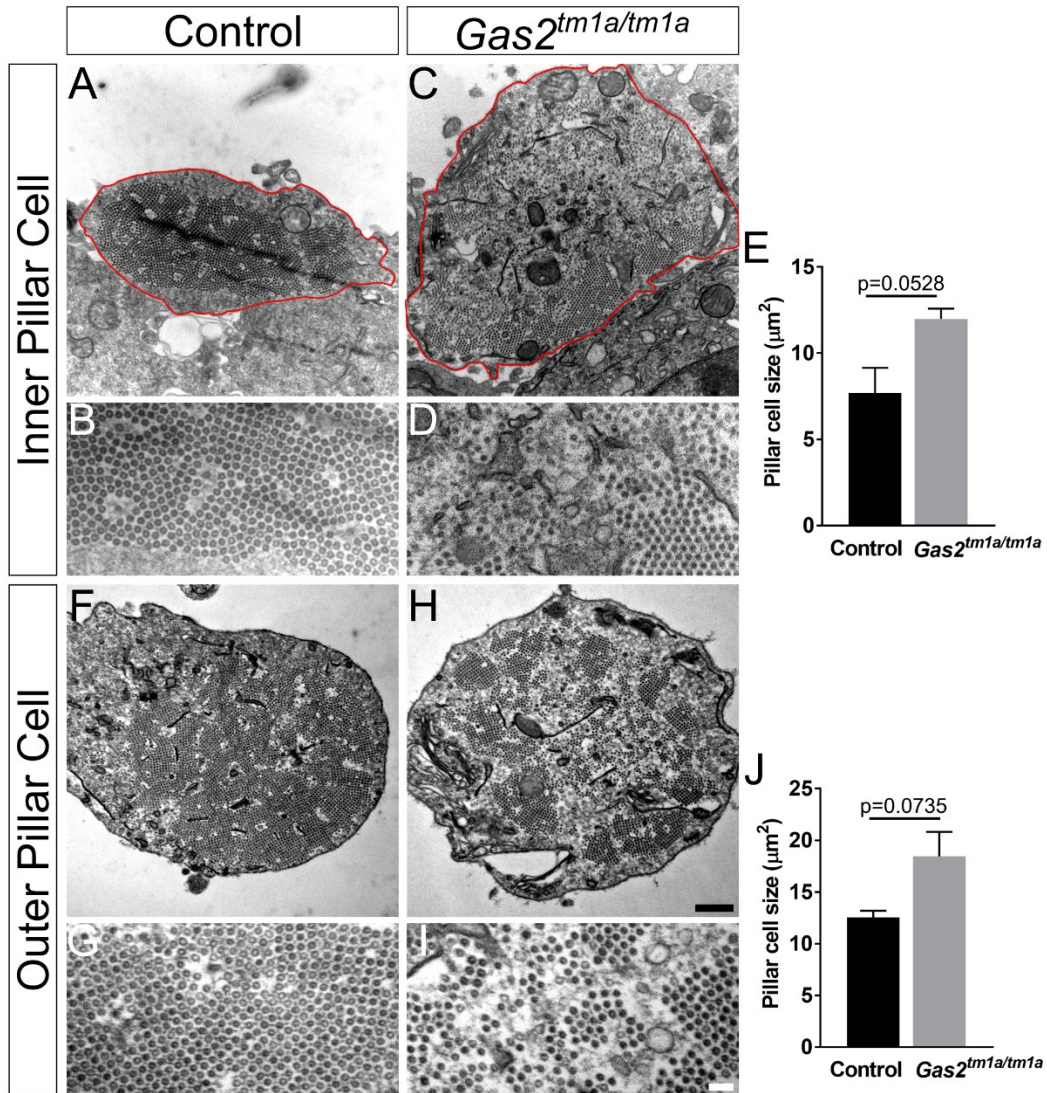 Control
Gas2tm1a/tm1a
Inner Pillar Cell
A
C
B
D
E
15
10
5
0
Pillar cell size (µm2)
p=0.0528
Control
Gas2tm1a/tm1a
Outer Pillar Cell
F
H
G
I
J
25
20
15
10
5
0
Pillar cell size (µm2)
p=0.0735
Control
Gas2tm1a/tm1a